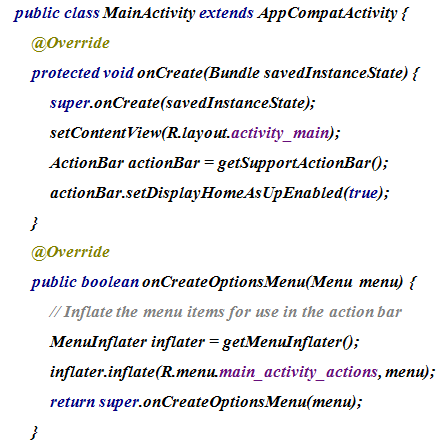 public class MainActivity extends AppCompatActivity {
@Override
protected void onCreate(Bundle savedInstanceState) {
super.onCreate(savedInstanceState);
setContentView(R.layout.activity_main);
ActionBar actionBar = getSupportActionBar();
actionBar.setDisplayHomeAsUpEnabled(true);
}
@Override
public boolean onCreateOptionsMenu(Menu menu) {
// Inflate the menu items for use in the action bar
MenuInflater inflater = getMenuInflater();
inflater.inflate(R.menu.main_activity_actions, menu);
return super.onCreateOptionsMenu(menu);
}